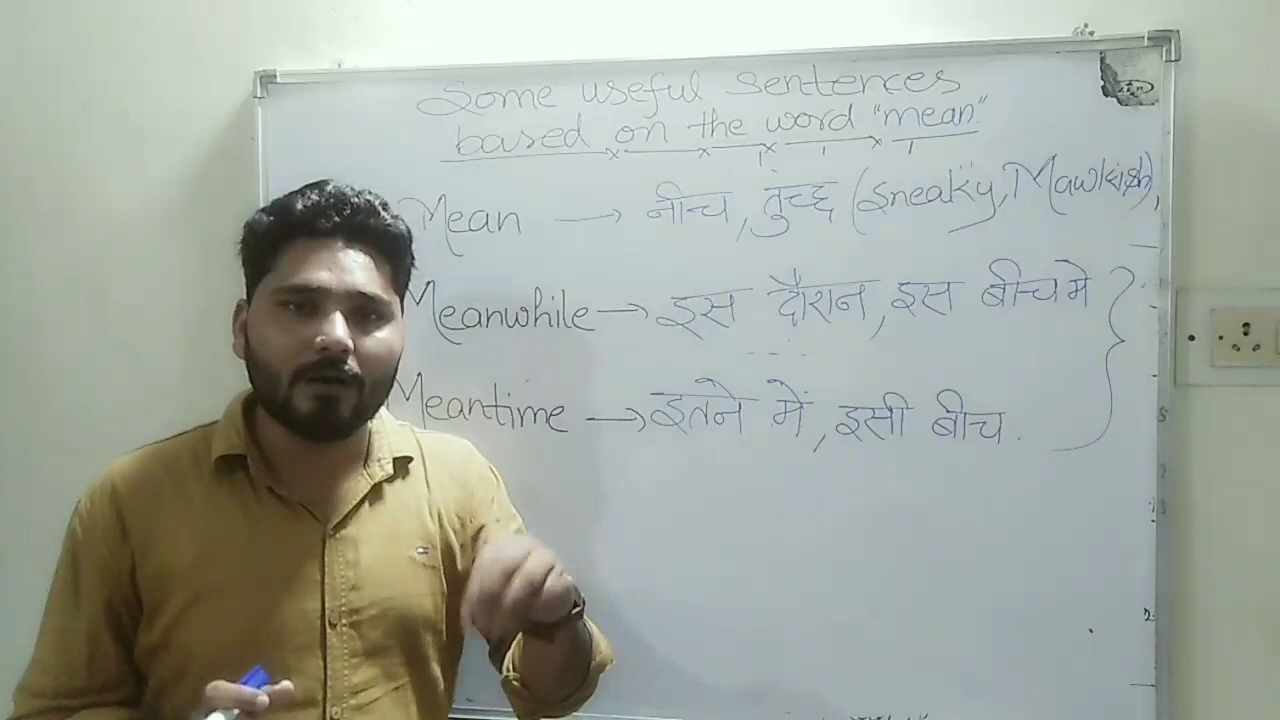 Some useful sentences
based on the word "mean"
Mean → नीच, तुच्छ (Sneaky, Mawkish),
Meanwhile → इस दौरान, इस बीच मे
Meantime → इतने में, इसी बीच.